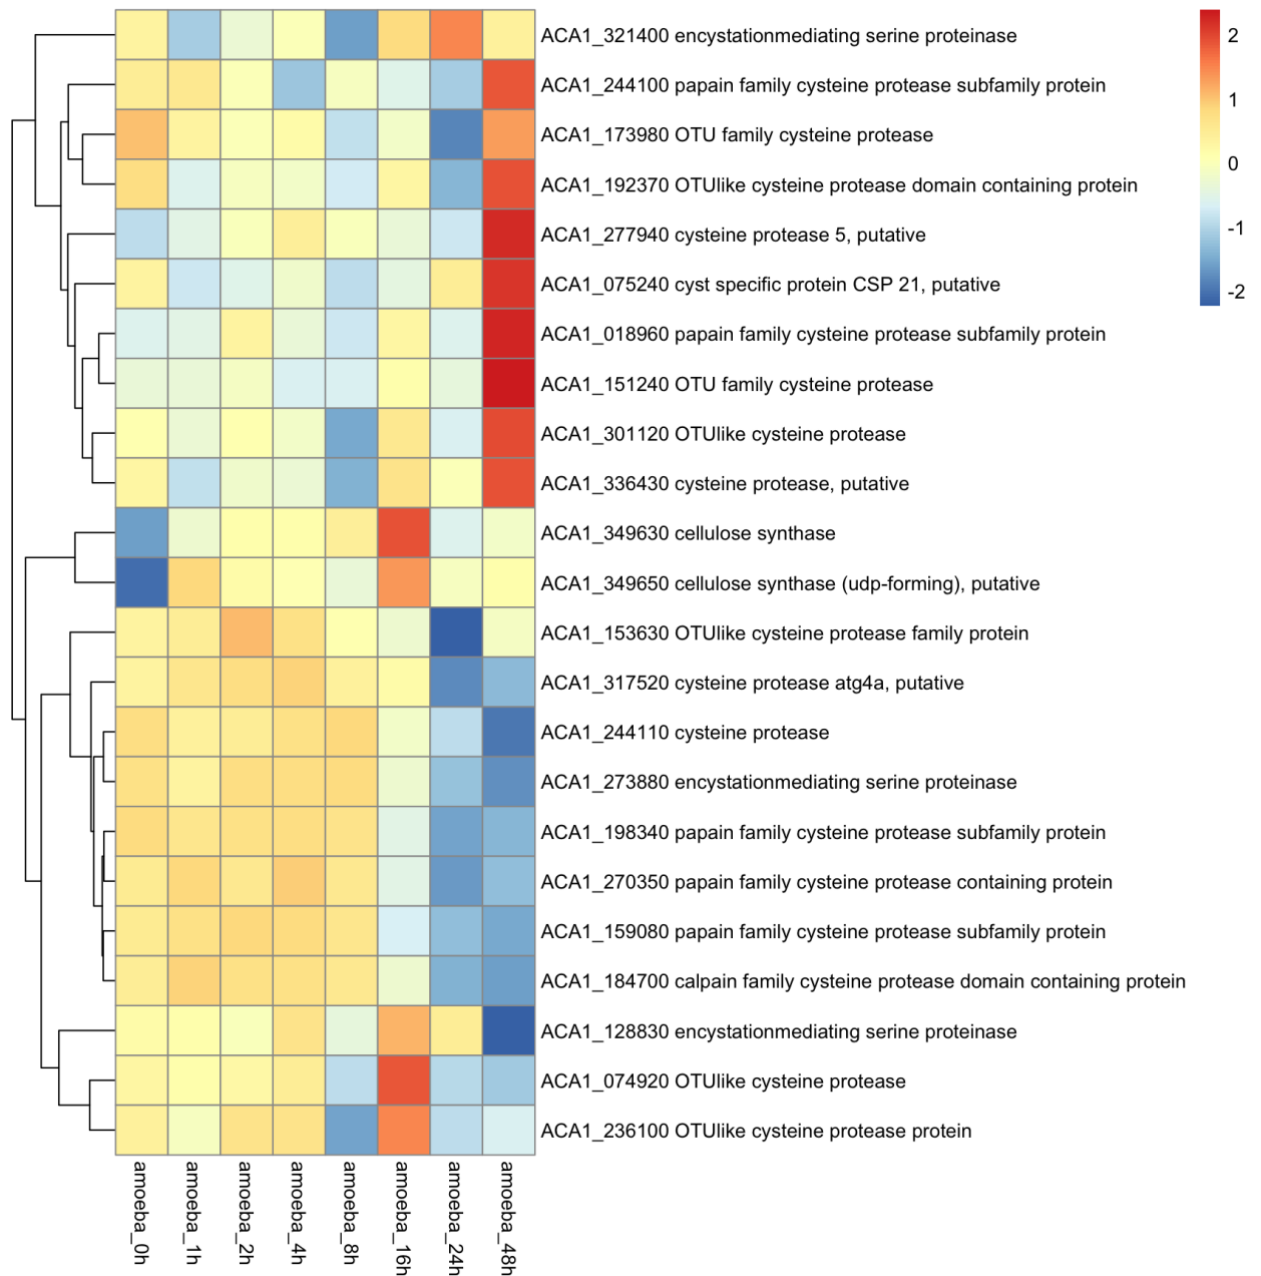 ACA1_321400 encystationmediating serine proteinase
ACA1_244100 papain family cysteine protease subfamily protein
ACA1_173980 OTU family cysteine protease
ACA1_192370 OTUlike cysteine protease domain containing protein
ACA1_277940 cysteine protease 5, putative
ACA1_075240 cyst specific protein CSP 21, putative
ACA1_018960 papain family cysteine protease subfamily protein
ACA1_151240 OTU family cysteine protease
ACA1_301120 OTUlike cysteine protease
ACA1_336430 cysteine protease, putative
ACA1_349630 cellulose synthase
ACA1_349650 cellulose synthase (udp-forming), putative
ACA1_153630 OTUlike cysteine protease family protein
ACA1_317520 cysteine protease atg4a, putative
ACA1_244110 cysteine protease
ACA1_273880 encystationmediating serine proteinase
ACA1_198340 papain family cysteine protease subfamily protein
ACA1_270350 papain family cysteine protease containing protein
ACA1_159080 papain family cysteine protease subfamily protein
ACA1_184700 calpain family cysteine protease domain containing protein
ACA1_128830 encystationmediating serine proteinase
ACA1_074920 OTUlike cysteine protease
ACA1_236100 OTUlike cysteine protease protein
amoeba_0h
amoeba_1h
amoeba_2h
amoeba_4h
amoeba_8h
amoeba_16h
amoeba_24h
amoeba_48h
2
1
0
-1
-2